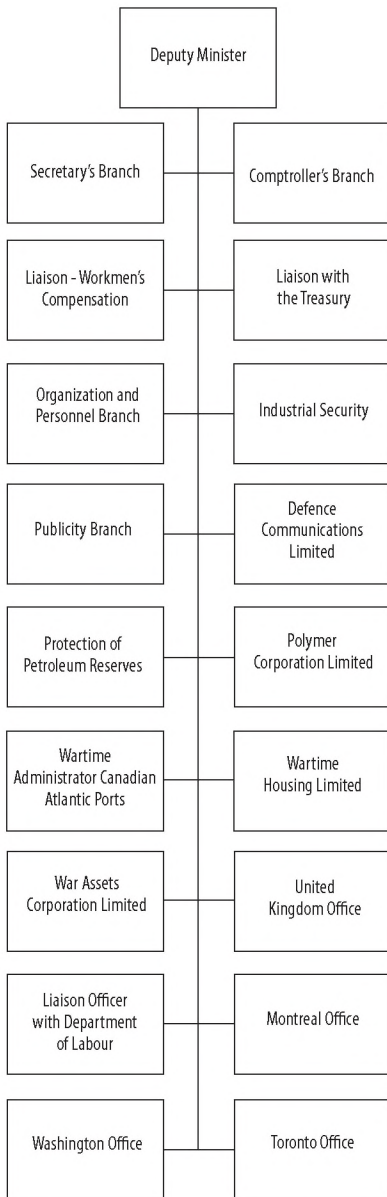 Deputy Minister
Secretary's Branch
Comptroller's Branch
Liaison - Workmen's
Compensation
Liaison with
the Treasury
Organization and
Personnel Branch
Industrial Security
Publicity Branch
Defence
Communications
Limited
Protection of
Petroleum Reserves
Polymer
Corporation Limited
Wartime
Administrator Canadian
Atlantic Ports
Wartime
Housing Limited
War Assets
Corporation Limited
United
Kingdom Office
Liaison Officer
with Department
of Labour
Montreal Office
Washington Office
Toronto Office